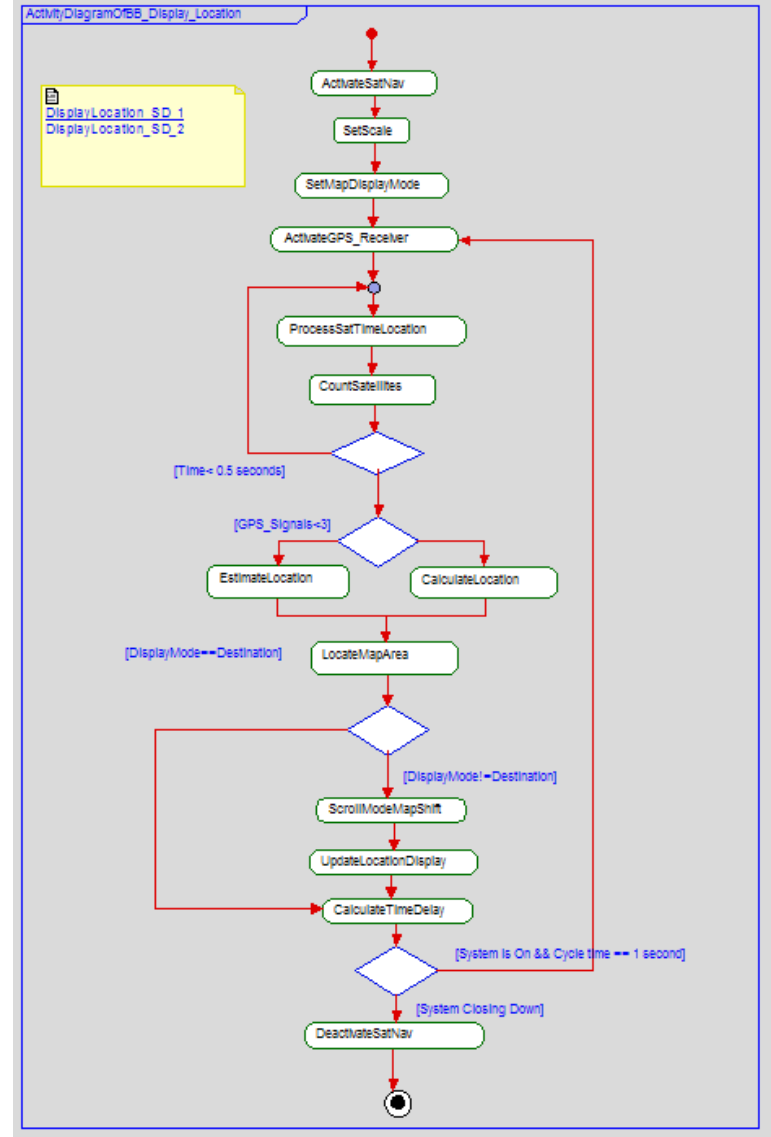 ActivityDiagramOfBB_Display_Location
ActivateSatNav
DisplayLocation_SD_1
DisplayLocation_SD_2
SetScale
SetMapDisplayMode
ActivateGPS_Receiver
ProcessSatTimeLocation
CountSatellites
[Time< 0.5 seconds]
[GPS_Signals<3]
EstimateLocation
CalculateLocation
[DisplayMode==Destination]
LocateMapArea
[DisplayMode!=Destination]
ScrollModeMapShift
UpdateLocationDisplay
CalculateTimeDelay
[System is On && Cycle time == 1 second]
[System Closing Down]
DeactivateSatNav